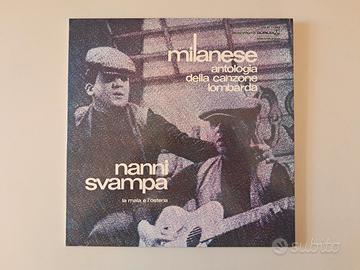 milanese
antologia
della canzone
lombarda
nanni
svampa
la mala e l'osteria
subito